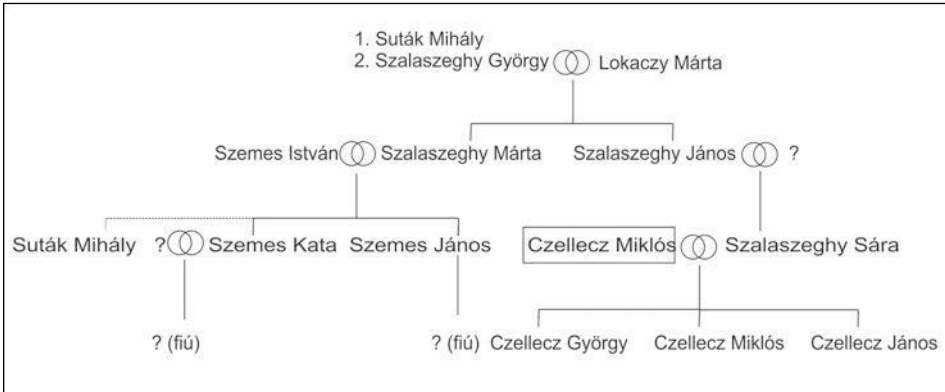 1. Suták Mihály
2. Szalaszeghy György Lokaczy Márta
Szemes István Szalaszeghy Márta Szalaszeghy János ?
Suták Mihály ? Szemes Kata Szemes János Czellecz Miklós Szalaszeghy Sára
? (fiú) ? (fiú) Czellecz György Czellecz Miklós Czellecz János